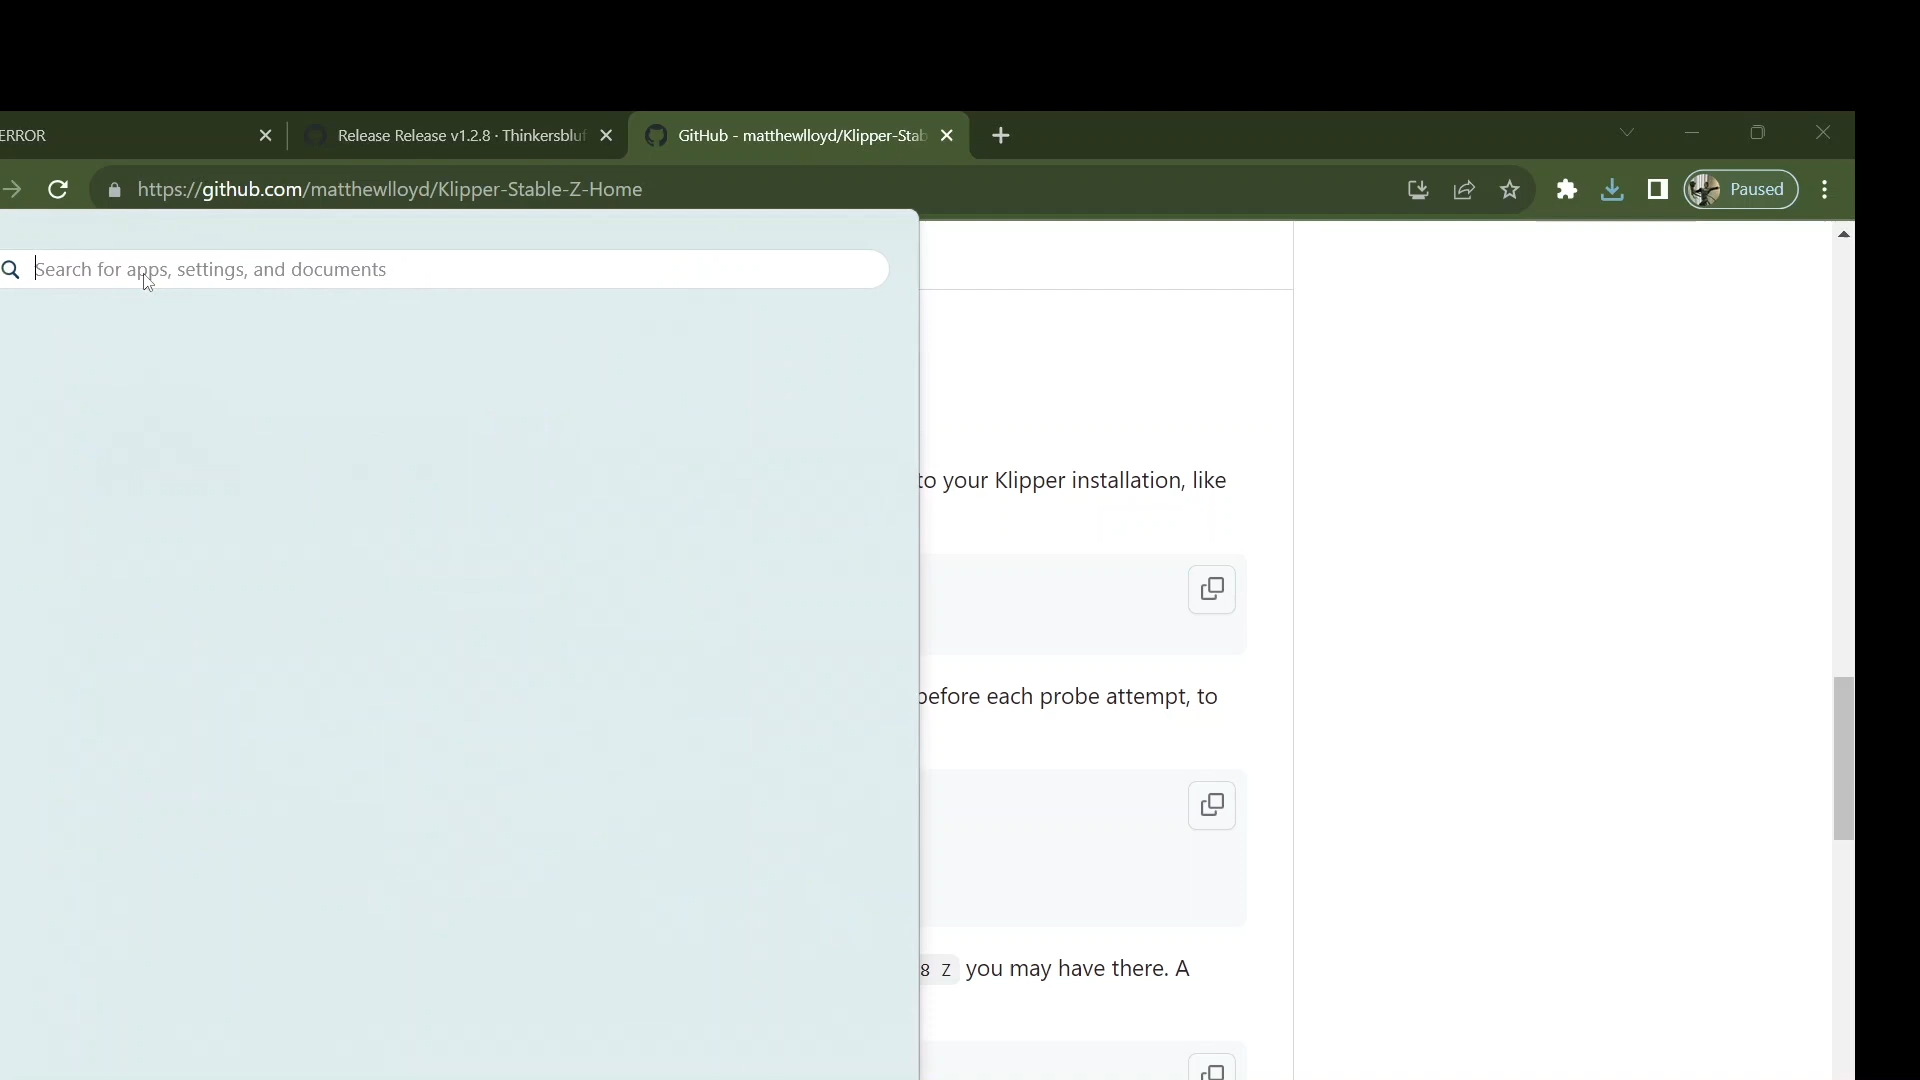 ERROR
Release Release v1.2.8 · Thinkersbluf
GitHub - matthewlloyd/Klipper-Stab
https://github.com/matthewlloyd/Klipper-Stable-Z-Home
Paused
Search for apps, settings, and documents
to your Klipper installation, like
before each probe attempt, to
8 Z you may have there. A